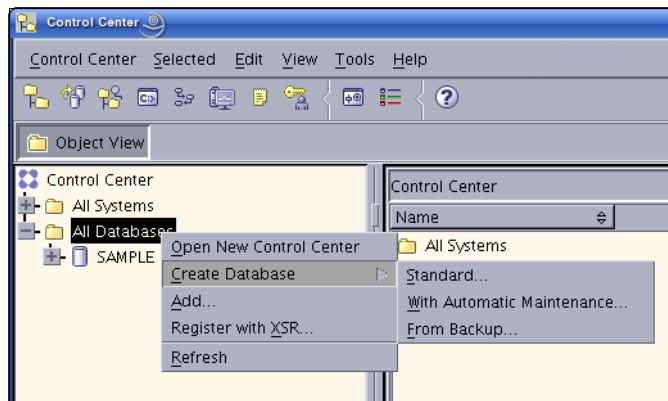 Control Center
Control Center Selected Edit View Tools Help
Object View
Control Center
All Systems
All Databases
SAMPLE
Open New Control Center
Create Database
Add...
Register with XSR...
Refresh
Control Center
Name
All Systems
Standard...
With Automatic Maintenance...
From Backup...